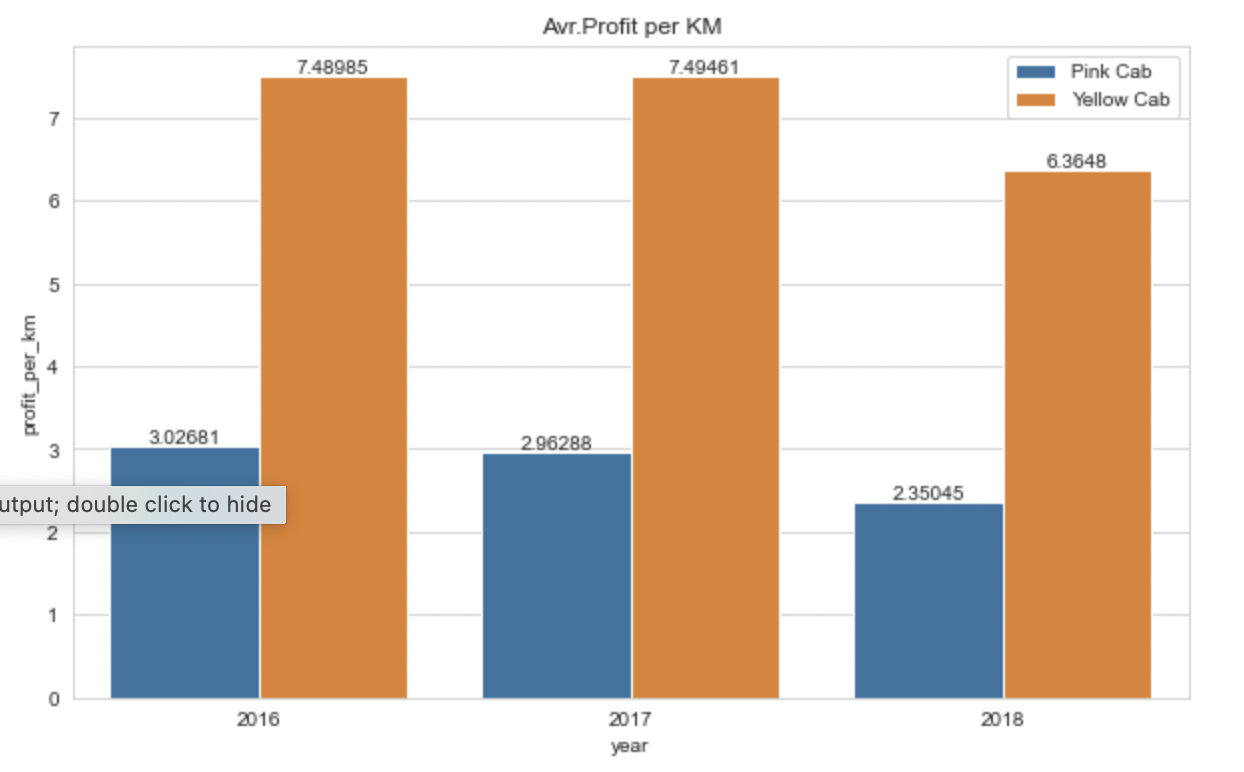 Avr.Profit per KM
7.48985
7.49461
Pink Cab
Yellow Cab
6.3648
7
6
5
4
3
2
1
0
profit_per_km
3.02681
2.96288
2.35045
utput; double click to hide
2016
2017
2018
year